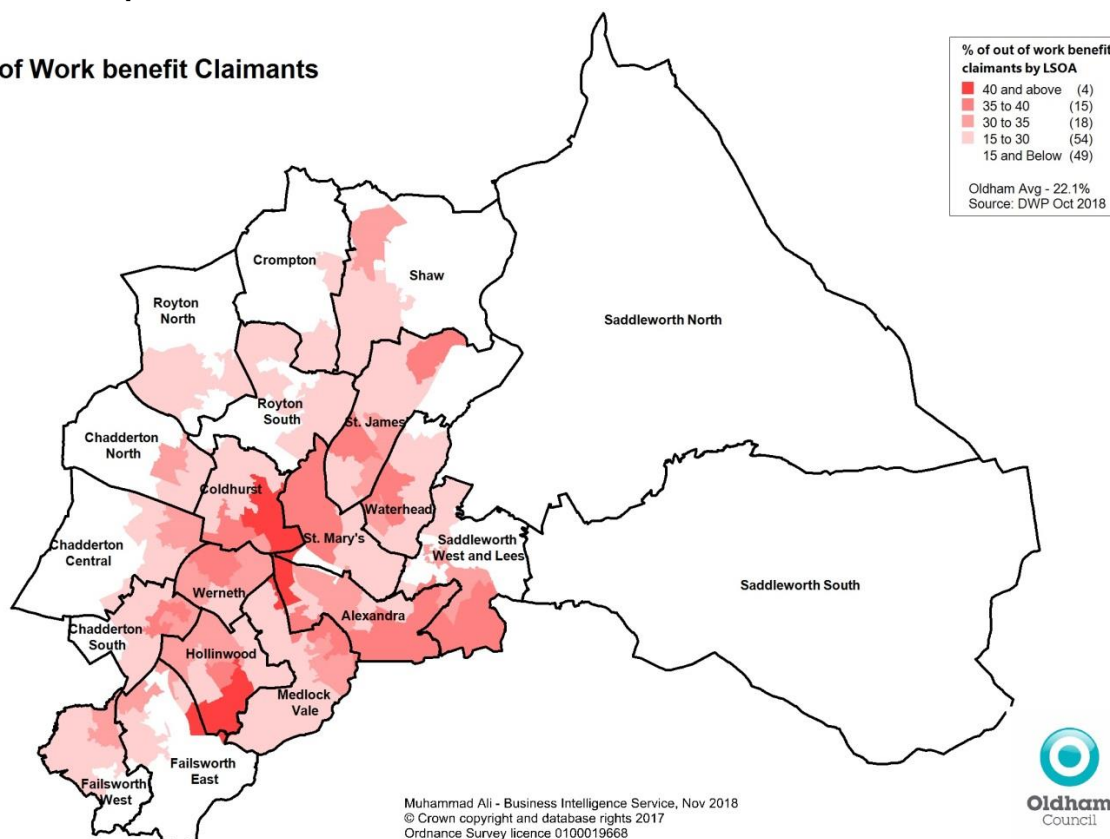 of Work benefit Claimants
% of out of work benefit
claimants by LSOA
40 and above (4)
35 to 40 (15)
30 to 35 (18)
15 to 30 (54)
15 and Below (49)
Oldham Avg - 22.1%
Source: DWP Oct 2018
Crompton
Shaw
Royton
North
Saddleworth North
Royton
South
St. James
Chadderton
North
Coldhurst
Waterhead
St. Mary's
Saddleworth
West and Lees
Chadderton
Central
Saddleworth South
Werneth
Alexandra
Chadderton
South
Hollinwood
Medlock
Vale
Failsworth
East
Failsworth
West
Muhammad Ali - Business Intelligence Service, Nov 2018
© Crown copyright and database rights 2017
Ordnance Survey licence 0100019668
Oldham
Council